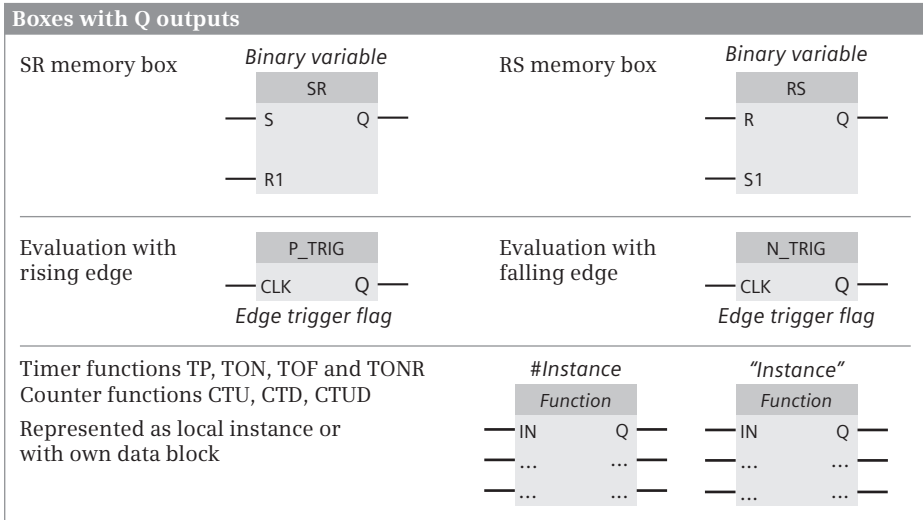 Boxes with Q outputs
SR memory box
Binary variable
SR
S Q
R1
RS memory box
Binary variable
RS
R Q
S1
Evaluation with
rising edge
P_TRIG
CLK Q
Edge trigger flag
Evaluation with
falling edge
N_TRIG
CLK Q
Edge trigger flag
Timer functions TP, TON, TOF and TONR
Counter functions CTU, CTD, CTUD
Represented as local instance or
with own data block
#Instance
Function
IN Q
... ...
... ...
"Instance"
Function
IN Q
... ...
... ...